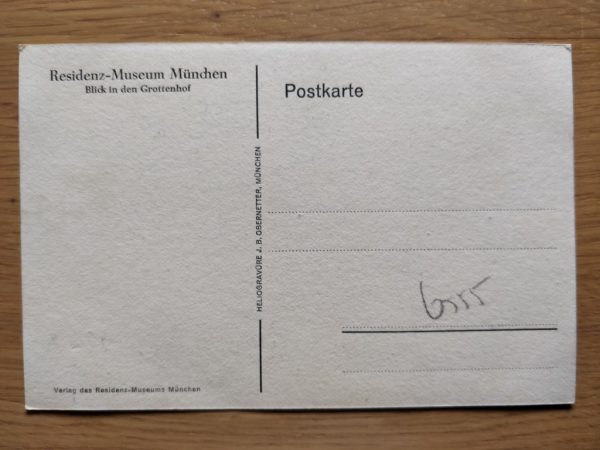 Residenz-Museum München
Blick in den Grottenhof
Postkarte
HELIOGRAVÜRE J. B. OBERNETTER, MÜNCHEN
6555
Verlag des Residenz-Museums München